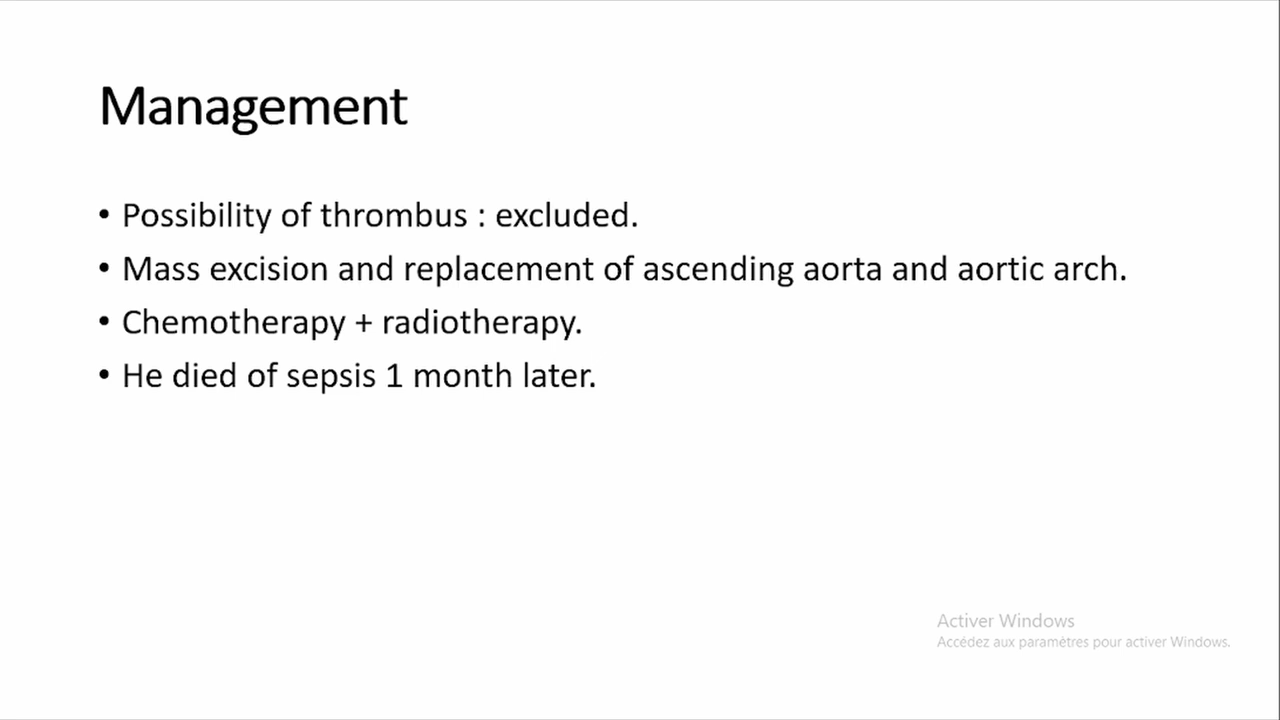 Management
• Possibility of thrombus : excluded.
• Mass excision and replacement of ascending aorta and aortic arch.
• Chemotherapy + radiotherapy.
• He died of sepsis 1 month later.
Activer Windows
Accédez aux paramètres pour activer Windows.